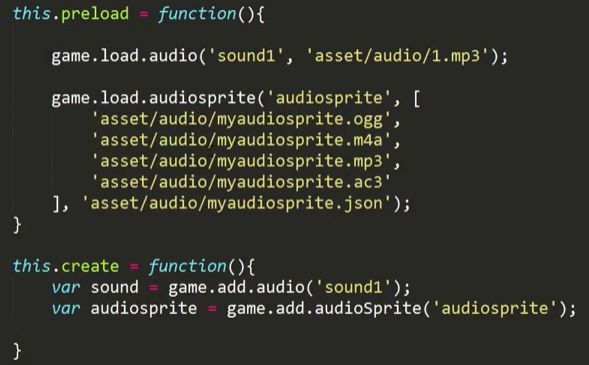 this.preload = function(){
game.load.audio('sound1', 'asset/audio/1.mp3');
game.load.audiosprite('audiosprite', [
'asset/audio/myaudiosprite.ogg',
'asset/audio/myaudiosprite.m4a',
'asset/audio/myaudiosprite.mp3',
'asset/audio/myaudiosprite.ac3'
], 'asset/audio/myaudiosprite.json');
}
this.create = function(){
var sound = game.add.audio('sound1');
var audiosprite = game.add.audioSprite('audiosprite');
}